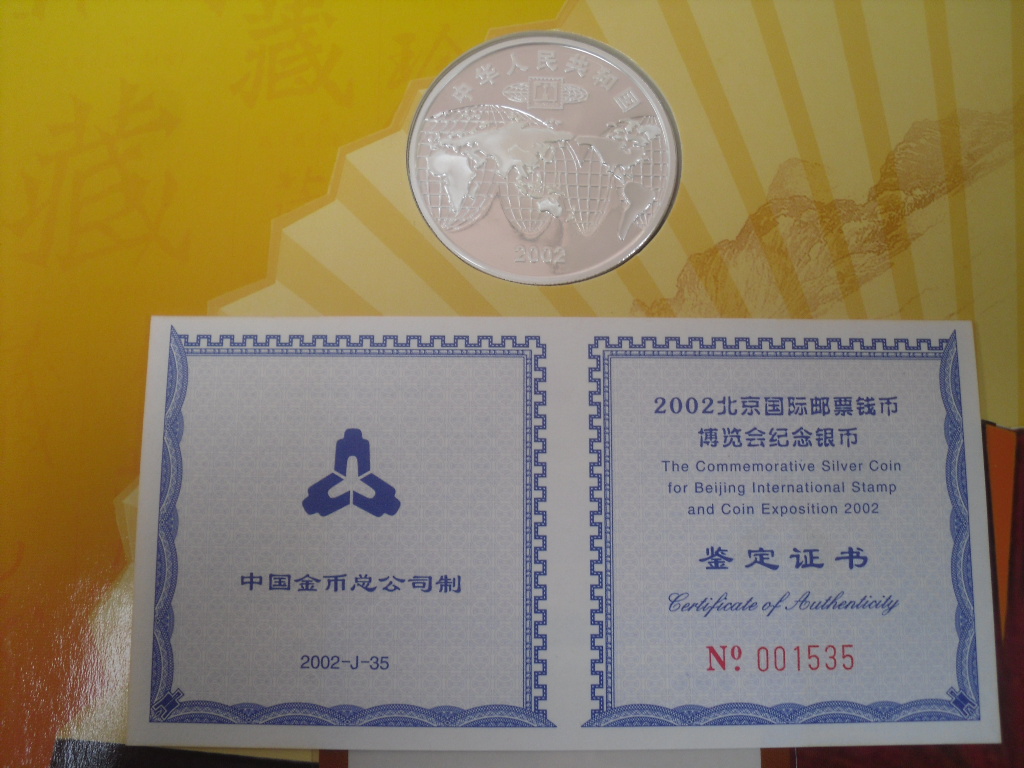 藏
藏
珍
中华人民共和国
2002
2002北京国际邮票钱币
博览会纪念银币
The Commemorative Silver Coin
for Beijing International Stamp
and Coin Exposition 2002
鉴定证书
Certificate of Authenticity
Nº 001535
中国金币总公司制
2002-J-35